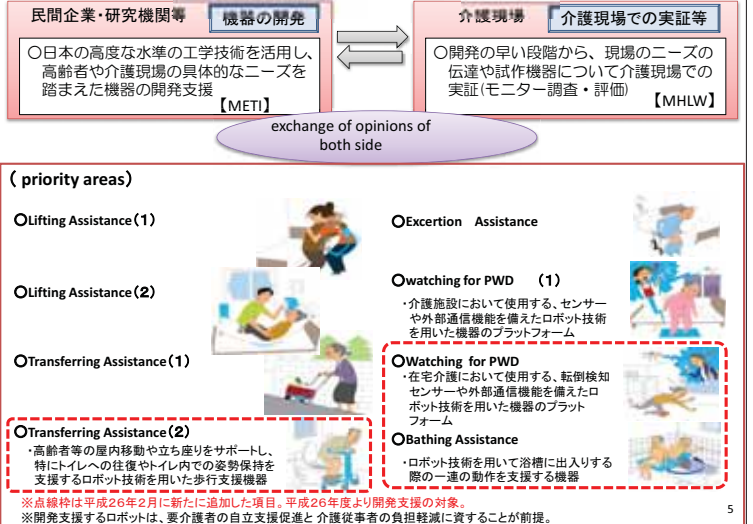 民間企業・研究機関等 機器の開発
○日本の高度な水準の工学技術を活用し、
高齢者や介護現場の具体的なニーズを
踏まえた機器の開発支援
【METI】
介護現場 介護現場での実証等
○開発の早い段階から、現場のニーズの
伝達や試作機器について介護現場での
実証(モニター調査・評価)
【MHLW】
exchange of opinions of
both side
( priority areas)
○Lifting Assistance(1)
○Lifting Assistance(2)
○Transferring Assistance(1)
○Transferring Assistance(2)
・高齢者等の屋内移動や立ち座りをサポートし、
特にトイレへの往復やトイレ内での姿勢保持を
支援するロボット技術を用いた歩行支援機器
○Excertion Assistance
○watching for PWD (1)
・介護施設において使用する、センサー
や外部通信機能を備えたロボット技術
を用いた機器のプラットフォーム
○Watching for PWD
・在宅介護において使用する、転倒検知
センサーや外部通信機能を備えたロ
ボット技術を用いた機器のプラット
フォーム
○Bathing Assistance
・ロボット技術を用いて浴槽に出入りする
際の一連の動作を支援する機器
※点線枠は平成26年2月に新たに追加した項目。平成26年度より開発支援の対象。
※開発支援するロボットは、要介護者の自立支援促進と介護従事者の負担軽減に資することが前提。
5